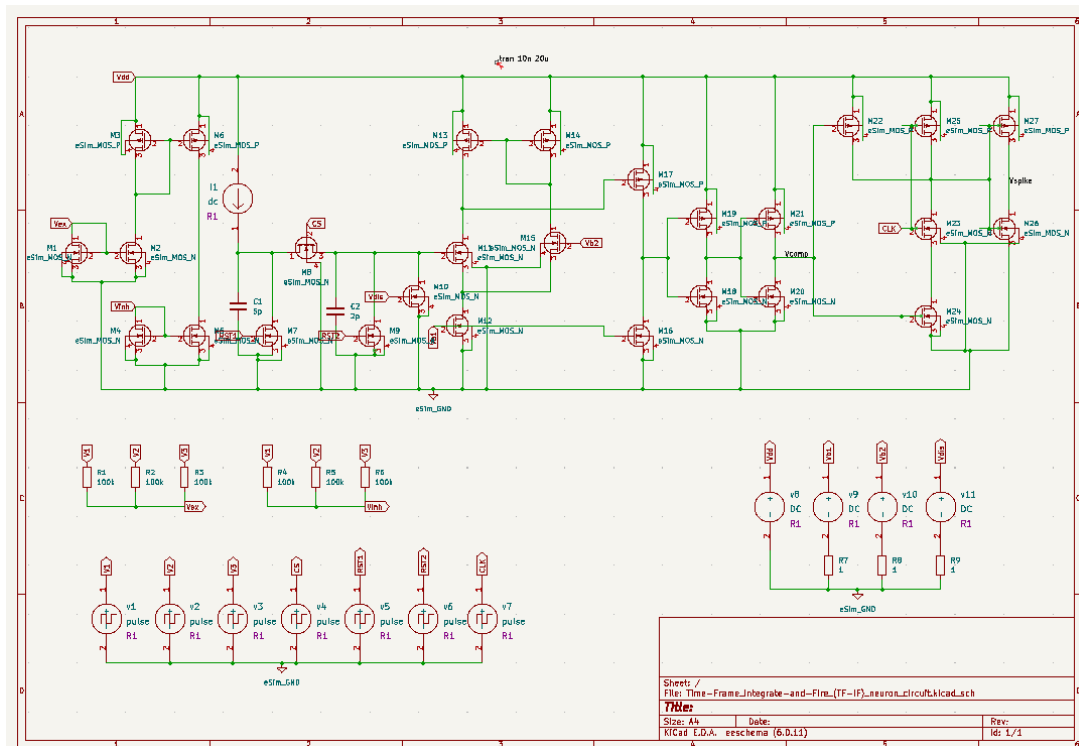 tran 10n 20u
Vdd
M3
eSim_MOS_P
M6
eSim_MOS_P
I1
dc
R1
Vex
M1
eSim_MOS_N
M2
eSim_MOS_N
Vinh
M4
eSim_MOS_N
CS
M8
eSim_MOS_N
C1
5p
RST1
M7
eSim_MOS_N
C2
2p
RST2
M9
eSim_MOS_N
Vdis
M10
eSim_MOS_N
M13
eSim_MOS_P
M14
eSim_MOS_P
M11
eSim_MOS_N
M15
eSim_MOS_N
Vb2
M12
eSim_MOS_N
Vb1
M17
eSim_MOS_P
M16
eSim_MOS_N
M19
eSim_MOS_P
M21
eSim_MOS_P
Vcomp
M18
eSim_MOS_N
M20
eSim_MOS_N
M22
eSim_MOS_P
M25
eSim_MOS_P
M27
eSim_MOS_P
Vspike
CLK
M23
eSim_MOS_N
M26
eSim_MOS_N
M24
eSim_MOS_N
eSim_GND
V1 V2 V3 V1 V2 V3
R1 100k R2 100k R3 100k R4 100k R5 100k R6 100k
Vex Vinh
Vdd Vb1 Vb2 Vdis
v8 v9 v10 v11
DC DC DC DC
R1 R1 R1 R1
R7 1 R8 1 R9 1
eSim_GND
V1 V2 V3 CS RST1 RST2 CLK
v1 v2 v3 v4 v5 v6 v7
pulse pulse pulse pulse pulse pulse pulse
R1 R1 R1 R1 R1 R1 R1
eSim_GND
Sheet: /
File: Time-Frame_Integrate-and-Fire_(TF-IF)_neuron_circuit.kicad_sch
Title:
Size: A4 Date: Rev:
KiCad E.D.A. eeschema (6.0.11) Id: 1/1